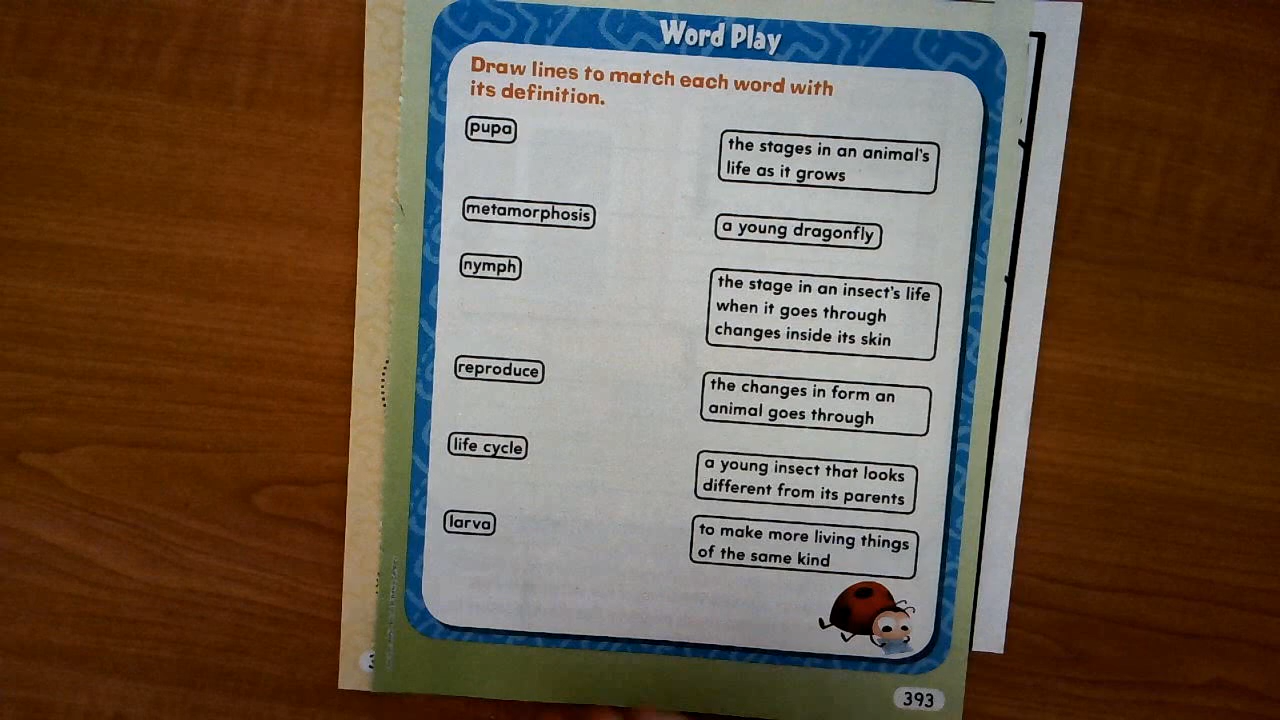 Word Play
Draw lines to match each word with
its definition.
pupa
metamorphosis
nymph
reproduce
life cycle
larva
the stages in an animal's
life as it grows
a young dragonfly
the stage in an insect's life
when it goes through
changes inside its skin
the changes in form an
animal goes through
a young insect that looks
different from its parents
to make more living things
of the same kind
393